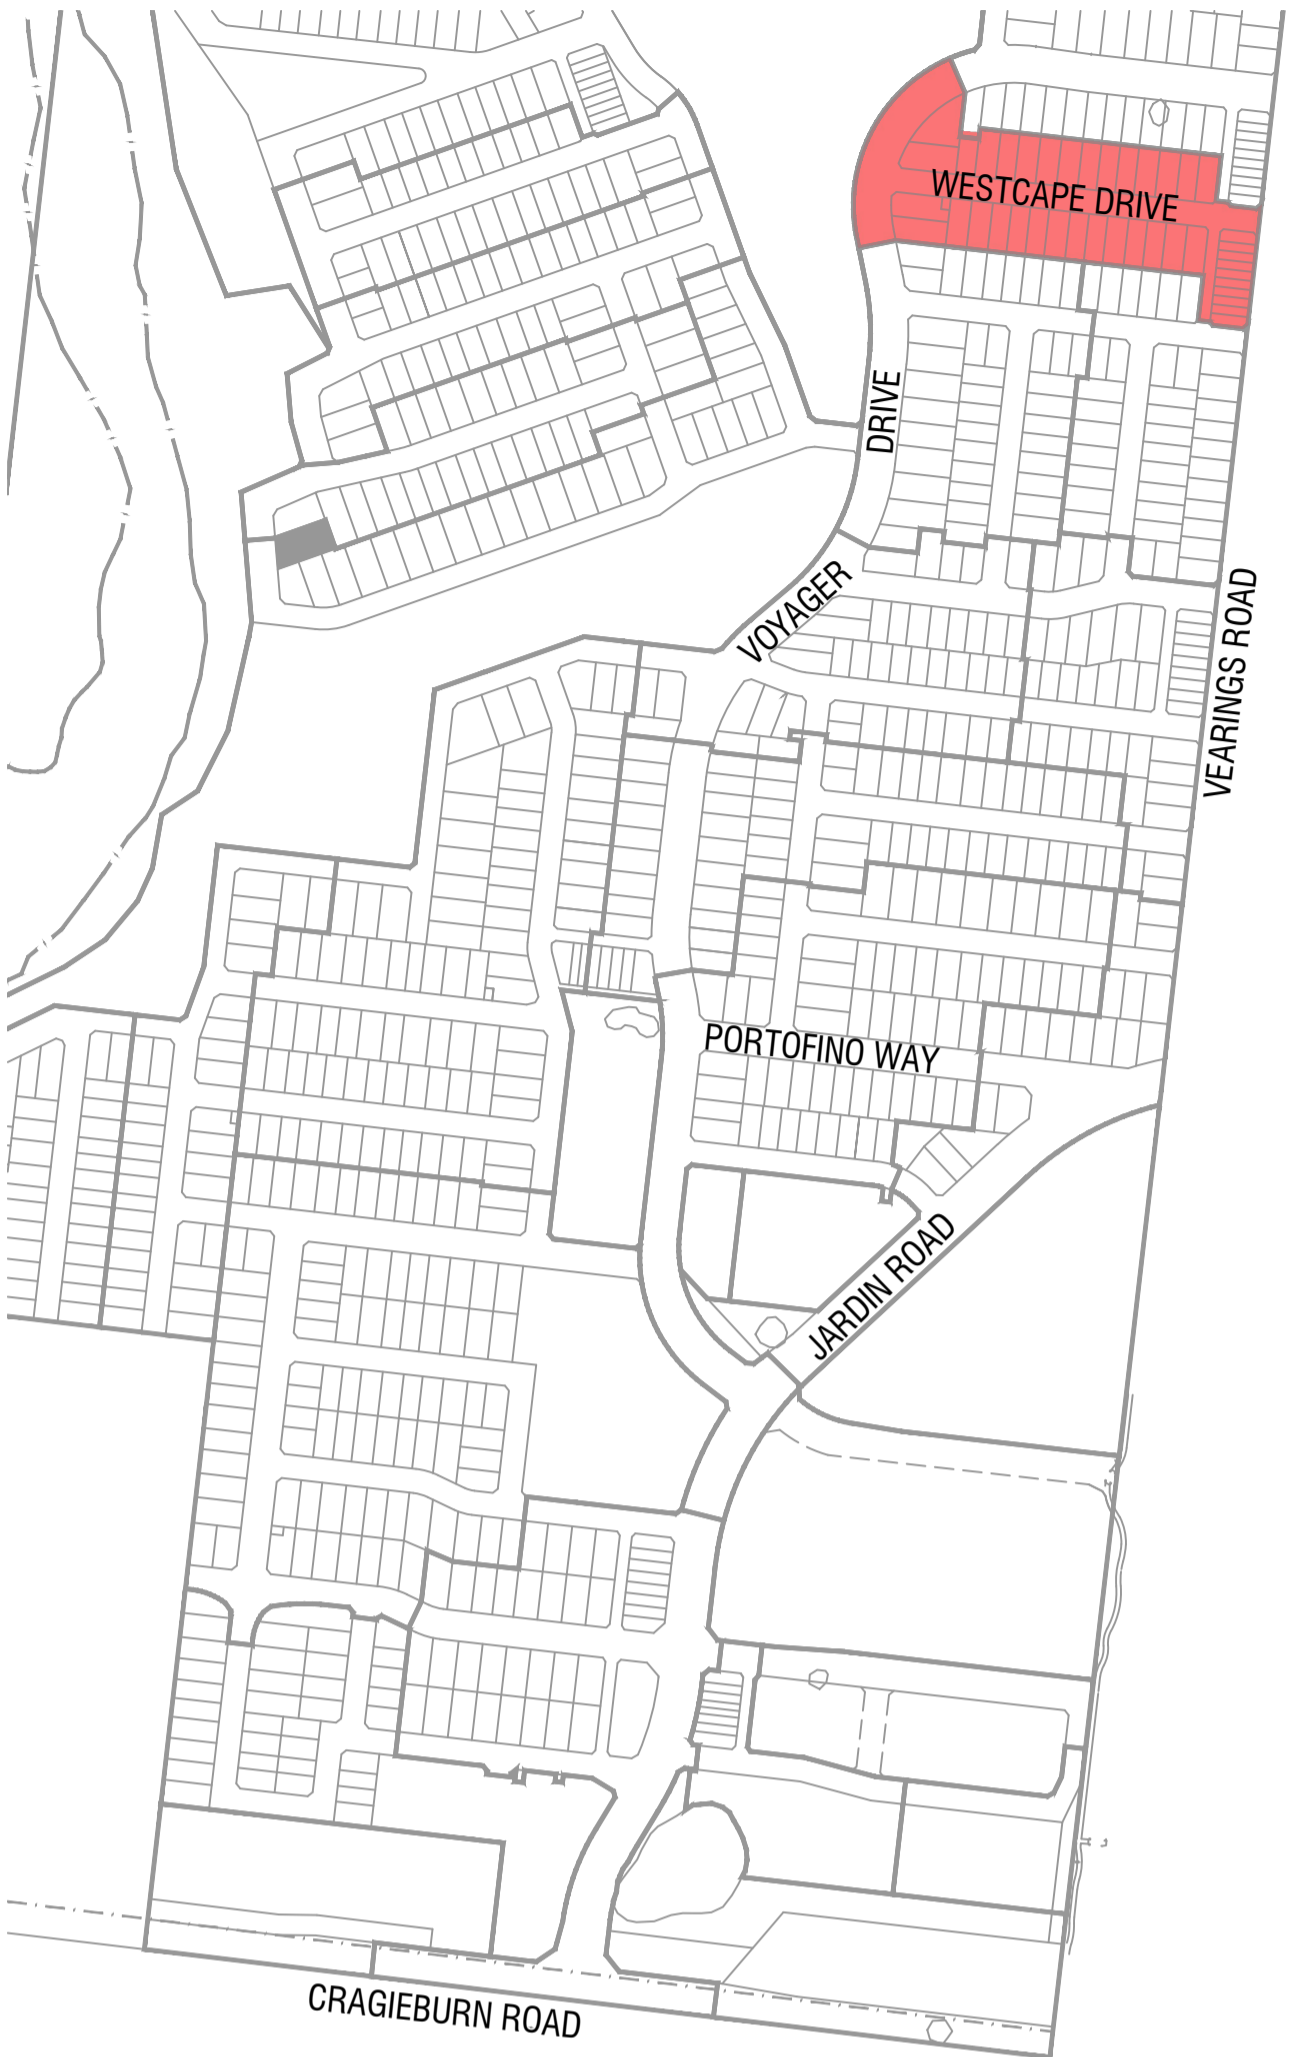 WESTCAPE DRIVE
DRIVE
VOYAGER
VEARINGS ROAD
PORTOFINO WAY
JARDIN ROAD
CRAGIEBURN ROAD